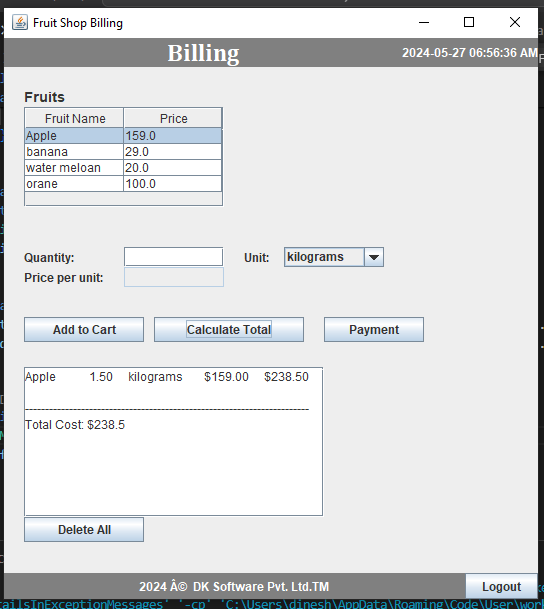 Fruit Shop Billing
Billing 2024-05-27 06:56:36 AM
Fruits
Fruit Name Price
Apple 159.0
banana 29.0
water meloan 20.0
orane 100.0
Quantity: Unit: kilograms
Price per unit:
Add to Cart Calculate Total Payment
Apple 1.50 kilograms $159.00 $238.50
Total Cost: $238.5
Delete All
2024 Â© DK Software Pvt. Ltd.TM Logout
ailsInExceptionMessages' '-cp' 'C:\Users\dinesh\AppData\Roaming\Code\User\work